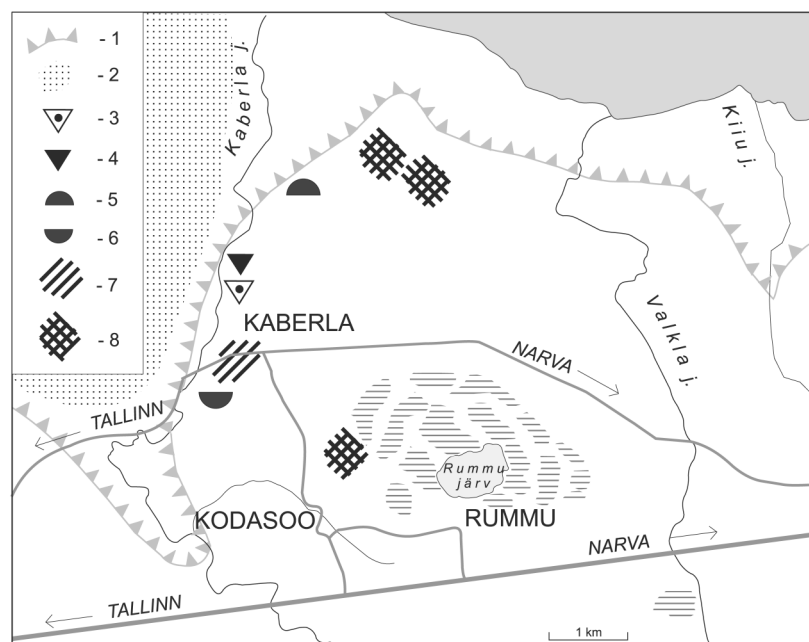 - 1
- 2
- 3
- 4
- 5
- 6
- 7
- 8
Kaberla j.
Kiiu j.
Valkla j.
KABERLA
NARVA
TALLINN
Rummu
järv
KODASOO
RUMMU
NARVA
TALLINN
1 km